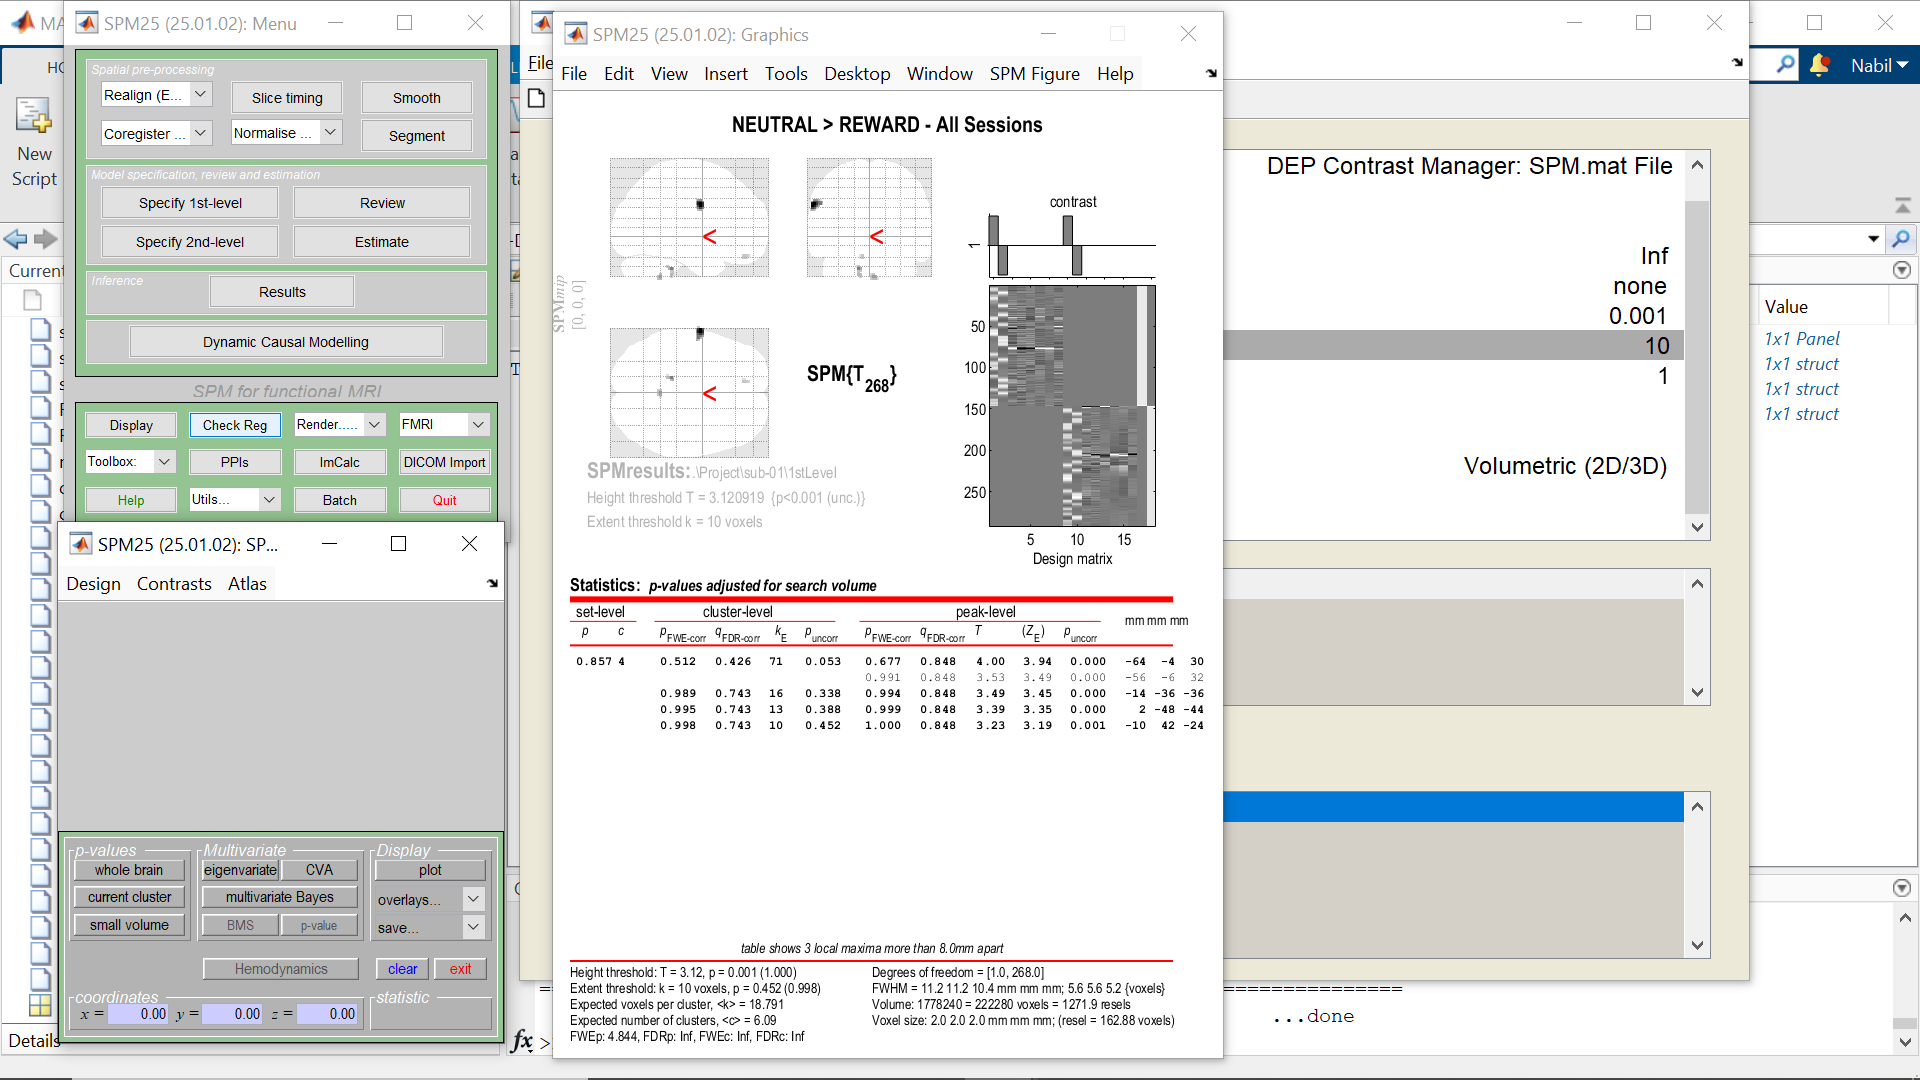 SPM25 (25.01.02): Menu
Spatial pre-processing
Realign (E...
Slice timing
Smooth
Coregister ...
Normalise ...
Segment
Model specification, review and estimation
Specify 1st-level
Review
Specify 2nd-level
Estimate
Inference
Results
Dynamic Causal Modelling
SPM for functional MRI
Display
Check Reg
Render.....
FMRI
Toolbox:
PPIs
ImCalc
DICOM Import
Help
Utils...
Batch
Quit
New
Script
Current
Details
SPM25 (25.01.02): SP...
Design Contrasts Atlas
p-values
whole brain
current cluster
small volume
Multivariate
eigenvariate
CVA
multivariate Bayes
BMS
p-value
Display
plot
overlays...
save...
Hemodynamics
clear
exit
coordinates
x = 0.00 y = 0.00 z = 0.00
statistic
File
SPM25 (25.01.02): Graphics
File Edit View Insert Tools Desktop Window SPM Figure Help
NEUTRAL > REWARD - All Sessions
SPMmip
[0, 0, 0]
<
<
<
SPM{T268}
contrast
1
50
100
150
200
250
5 10 15
Design matrix
SPMresults: .\Project\sub-01\1stLevel
Height threshold T = 3.120919 {p<0.001 (unc.)}
Extent threshold k = 10 voxels
Statistics: p-values adjusted for search volume
set-level cluster-level peak-level mm mm mm
p c pFWE-corr qFDR-corr kE puncorr pFWE-corr qFDR-corr T (ZE) puncorr
0.857 4 0.512 0.426 71 0.053 0.677 0.848 4.00 3.94 0.000 -64 -4 30
0.991 0.848 3.53 3.49 0.000 -56 -6 32
0.989 0.743 16 0.338 0.994 0.848 3.49 3.45 0.000 -14 -36 -36
0.995 0.743 13 0.388 0.999 0.848 3.39 3.35 0.000 2 -48 -44
0.998 0.743 10 0.452 1.000 0.848 3.23 3.19 0.001 -10 42 -24
table shows 3 local maxima more than 8.0mm apart
Height threshold: T = 3.12, p = 0.001 (1.000)
Extent threshold: k = 10 voxels, p = 0.452 (0.998)
Expected voxels per cluster, <k> = 18.791
Expected number of clusters, <c> = 6.09
FWEp: 4.844, FDRp: Inf, FWEc: Inf, FDRc: Inf
Degrees of freedom = [1.0, 268.0]
FWHM = 11.2 11.2 10.4 mm mm mm; 5.6 5.6 5.2 {voxels}
Volume: 1778240 = 222280 voxels = 1271.9 resels
Voxel size: 2.0 2.0 2.0 mm mm mm; (resel = 162.88 voxels)
DEP Contrast Manager: SPM.mat File
Inf
none
0.001
10
1
Volumetric (2D/3D)
Nabil
Value
1x1 Panel
1x1 struct
1x1 struct
1x1 struct
===============
...done
fx >